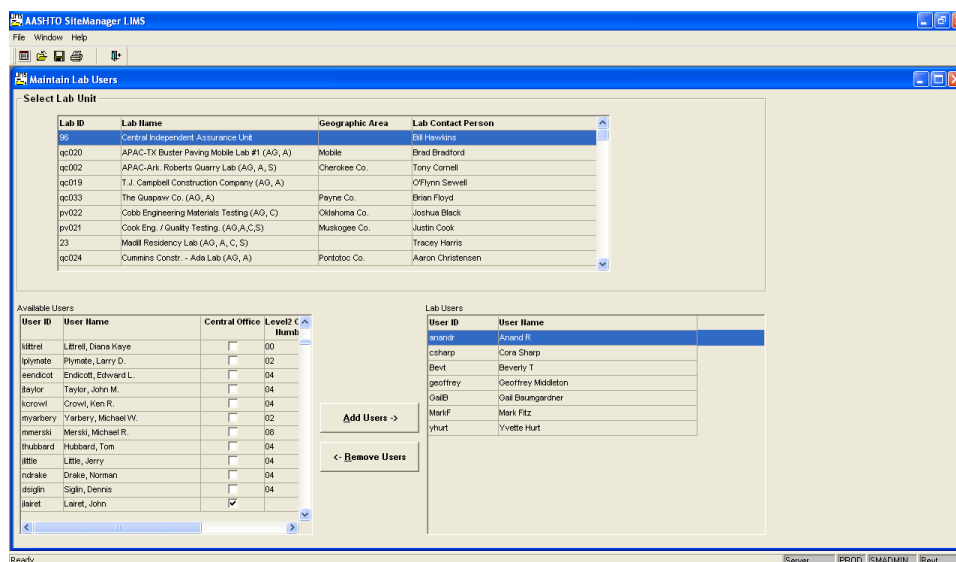 AASHTO SiteManager LIMS
File Window Help
Maintain Lab Users
Select Lab Unit
Lab ID Lab Name Geographic Area Lab Contact Person
96 Central Independent Assurance Unit Bill Hawkins
qc020 APAC-TX Buster Paving Mobile Lab #1 (AG, A) Mobile Brad Bradford
qc002 APAC-Ark. Roberts Quarry Lab (AG, A, S) Cherokee Co. Tony Cornell
qc019 T.J. Campbell Construction Company (AG, A) O'Flynn Sewell
qc033 The Quapaw Co. (AG, A) Payne Co. Brian Floyd
pv022 Cobb Engineering Materials Testing (AG, C) Oklahoma Co. Joshua Black
pv021 Cook Eng. / Quality Testing. (AG,A,C,S) Muskogee Co. Justin Cook
23 Madill Residency Lab (AG, A, C, S) Tracey Harris
qc024 Cummins Constr. - Ada Lab (AG, A) Pontotoc Co. Aaron Christensen
Available Users
User ID User Name Central Office Level2 C
Numb
klittrel Littrell, Diana Kaye 00
lplymate Plymate, Larry D. 02
eendicot Endicott, Edward L. 04
jtaylor Taylor, John M. 04
kcrowl Crowl, Ken R. 04
myarbery Yarbery, Michael W. 02
mmerski Merski, Michael R. 08
thubbard Hubbard, Tom 04
jlittle Little, Jerry 04
ndrake Drake, Norman 04
dsiglin Siglin, Dennis 04
jlairet Lairet, John
Add Users ->
<- Remove Users
Lab Users
User ID User Name
anandr Anand R
csharp Cora Sharp
Bevt Beverly T
geoffrey Geoffrey Middleton
GailB Gail Baumgardner
MarkF Mark Fitz
yhurt Yvette Hurt
Ready Server PROD SMADMIN Bevt